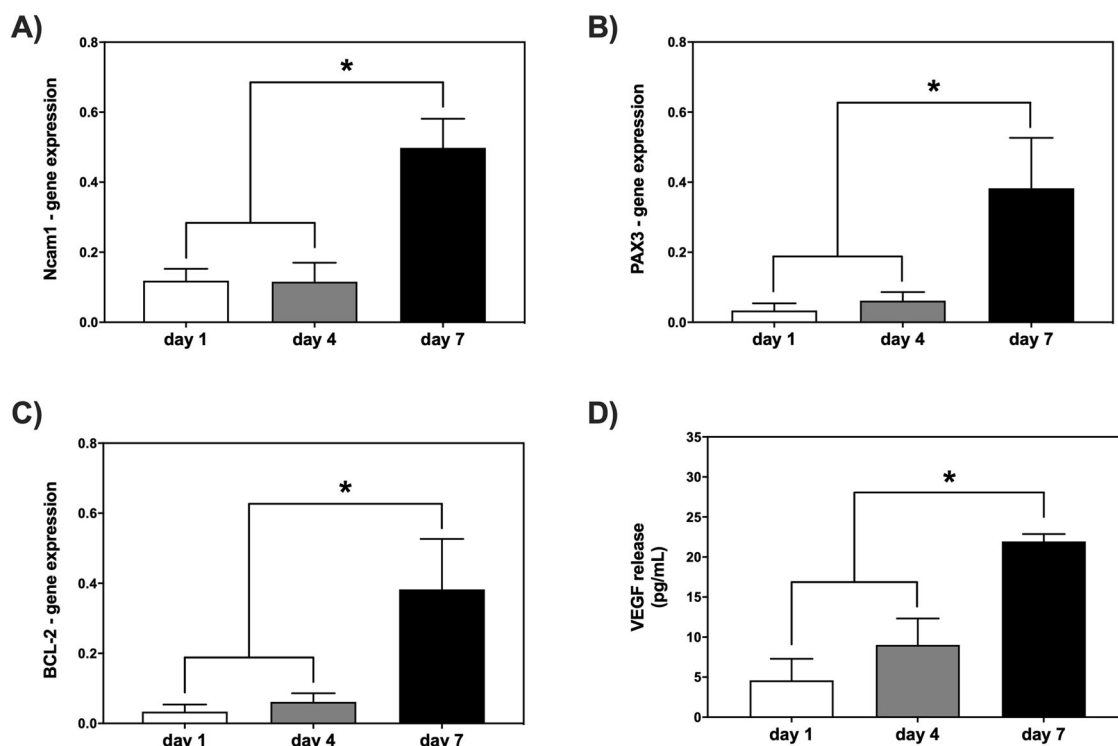 A)
Ncam1 - gene expression
0.8
0.6
0.4
0.2
0.0
*
day 1 day 4 day 7
B)
PAX3 - gene expression
0.8
0.6
0.4
0.2
0.0
*
day 1 day 4 day 7
C)
BCL-2 - gene expression
0.8
0.6
0.4
0.2
0.0
*
day 1 day 4 day 7
D)
VEGF release
(pg/mL)
35
30
25
20
15
10
5
0
*
day 1 day 4 day 7